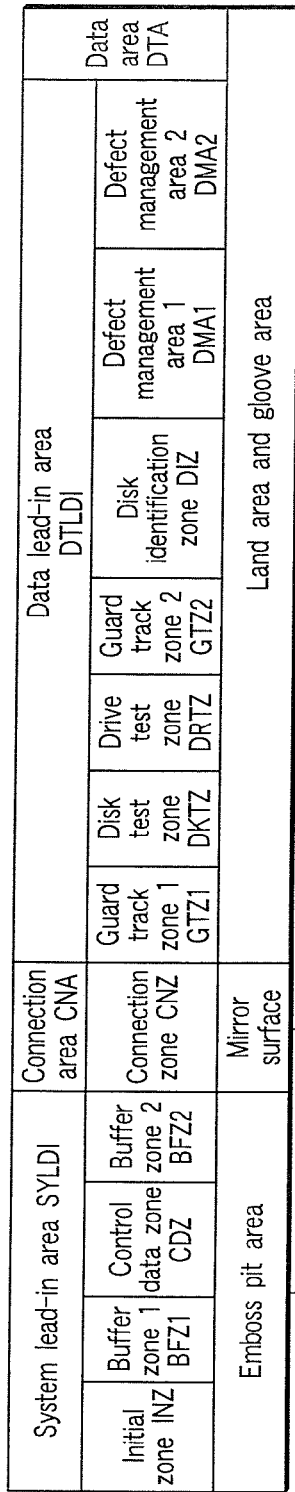 System lead-in area SYLDI
Connection
area CNA
Data lead-in area
DTLDI
Data
area
DTA
Initial
zone INZ
Buffer
zone 1
BFZ1
Control
data zone
CDZ
Buffer
zone 2
BFZ2
Connection
zone CNZ
Guard
track
zone 1
GTZ1
Disk
test
zone
DKTZ
Drive
test
zone
DRTZ
Guard
track
zone 2
GTZ2
Disk
identification
zone DIZ
Defect
management
area 1
DMA1
Defect
management
area 2
DMA2
Emboss pit area
Mirror
surface
Land area and gloove area